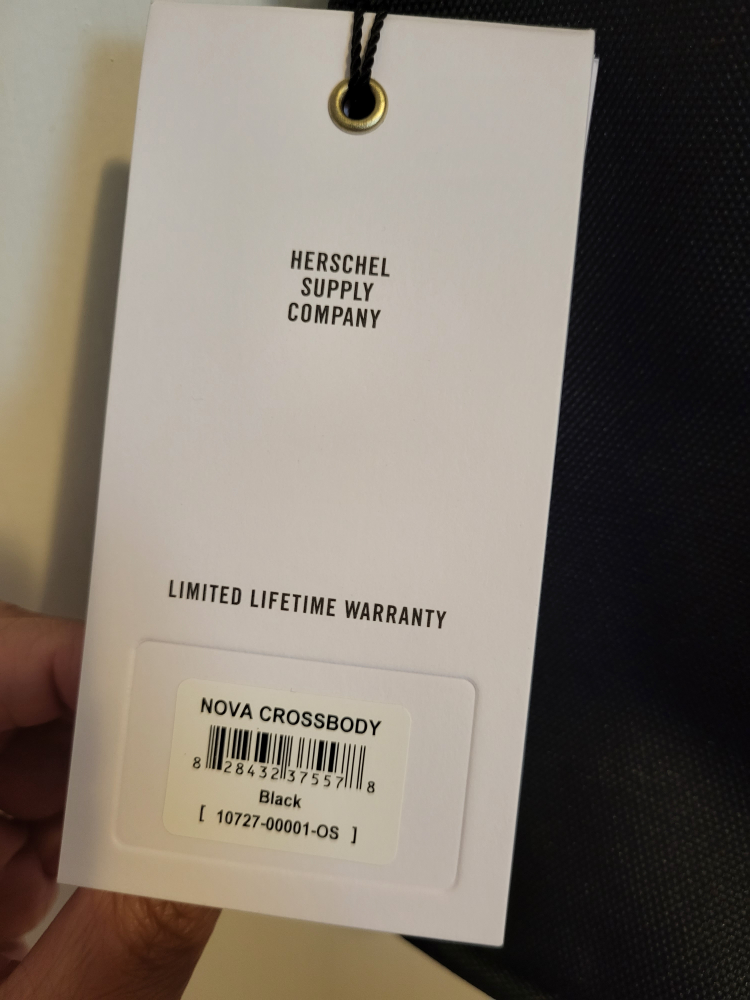 HERSCHEL
SUPPLY
COMPANY
LIMITED LIFETIME WARRANTY
NOVA CROSSBODY
8 28432 37557 8
Black
[ 10727-00001-OS ]